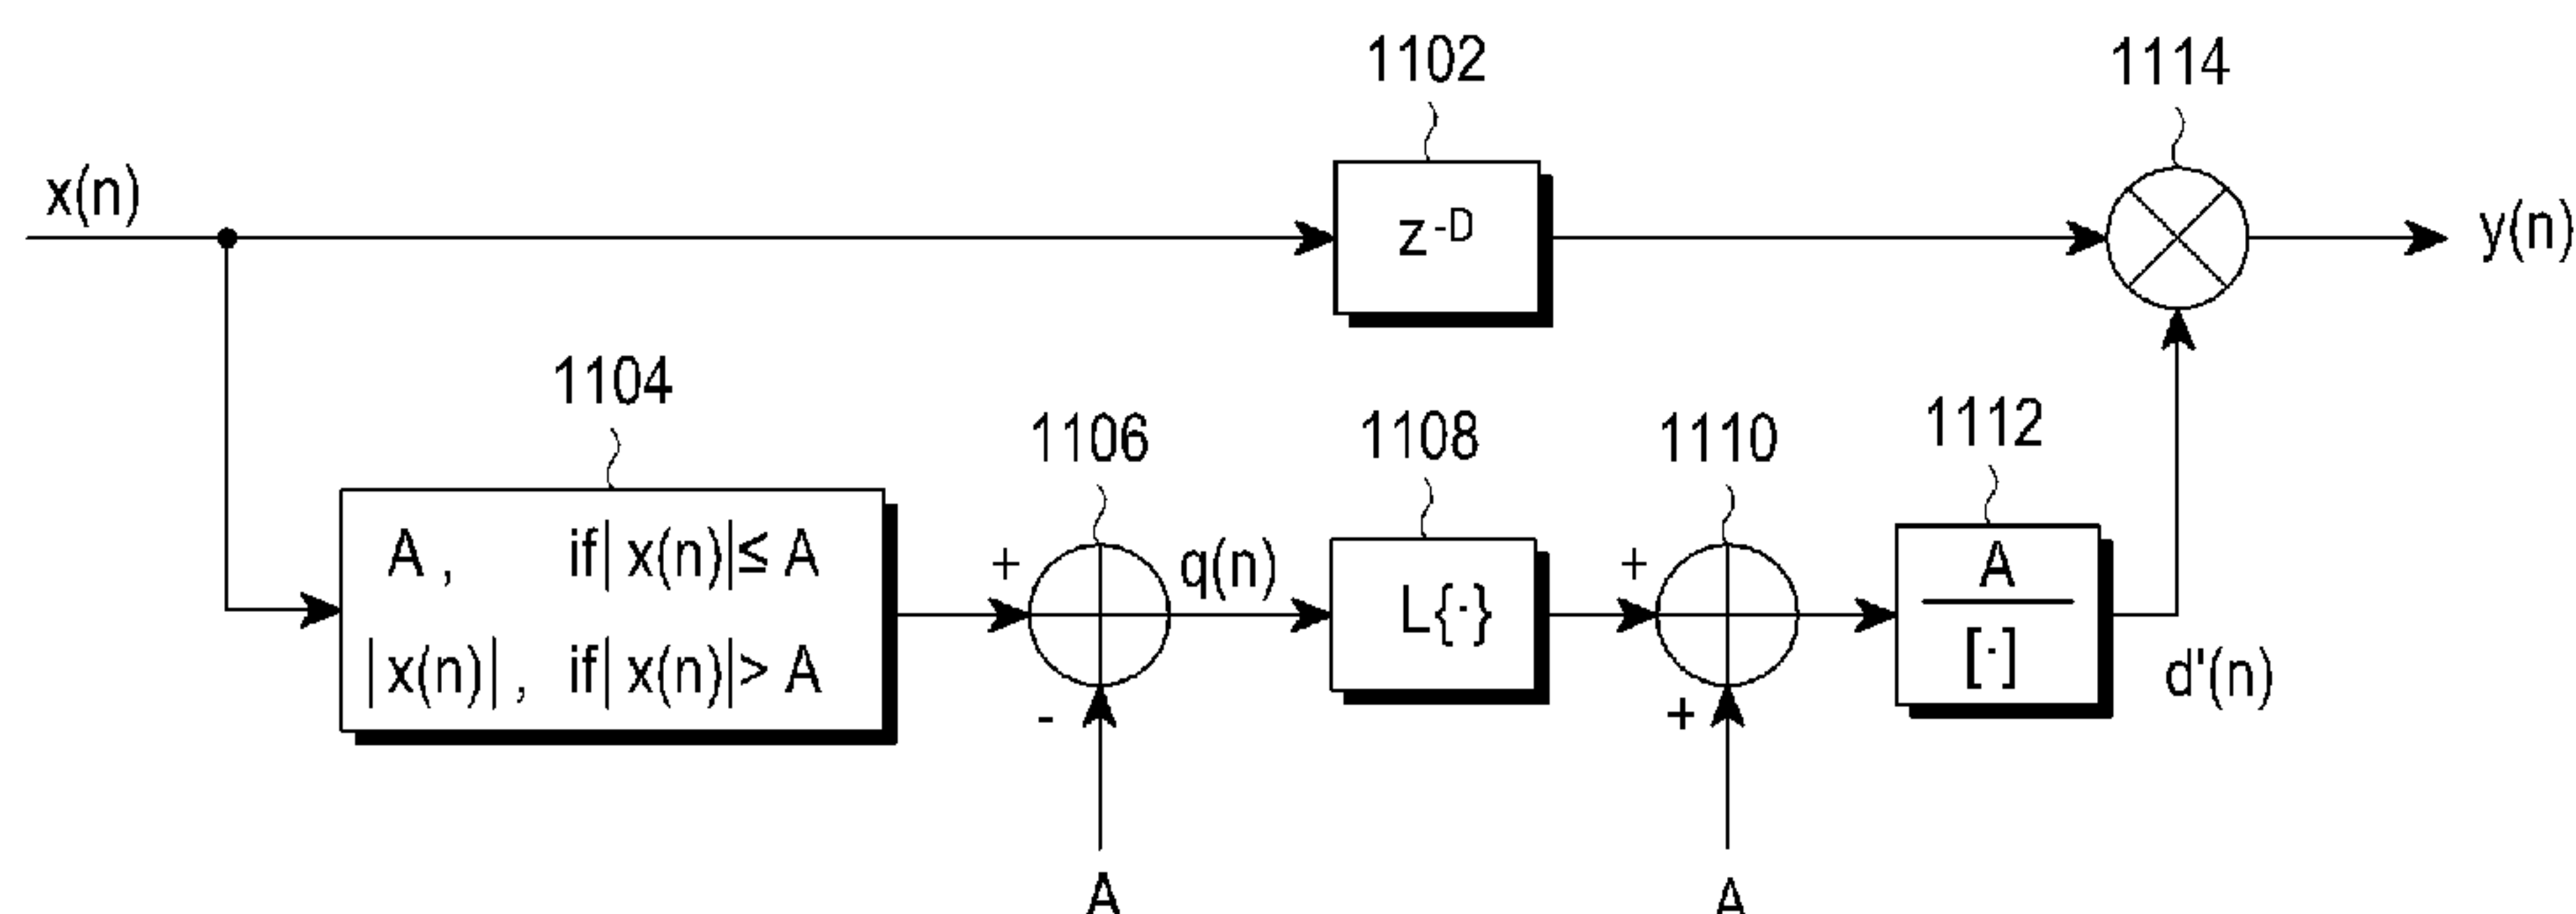 1102
1114
x(n)
z-D
y(n)
1104
1106
1108
1110
1112
A , if| x(n)|≤ A
|x(n)| , if| x(n)|> A
+
q(n)
L{·}
+
A
[·]
-
+
d'(n)
A
A